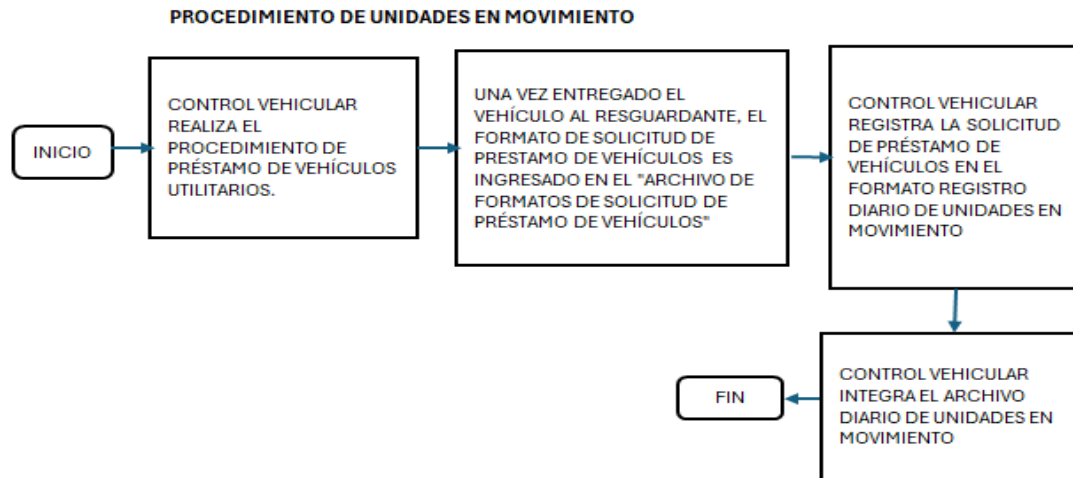 PROCEDIMIENTO DE UNIDADES EN MOVIMIENTO
INICIO
CONTROL VEHICULAR
REALIZA EL
PROCEDIMIENTO DE
PRÉSTAMO DE VEHÍCULOS
UTILITARIOS.
UNA VEZ ENTREGADO EL
VEHÍCULO AL RESGUARDANTE, EL
FORMATO DE SOLICITUD DE
PRESTAMO DE VEHÍCULOS ES
INGRESADO EN EL "ARCHIVO DE
FORMATOS DE SOLICITUD DE
PRÉSTAMO DE VEHÍCULOS"
CONTROL VEHICULAR
REGISTRA LA SOLICITUD
DE PRÉSTAMO DE
VEHÍCULOS EN EL
FORMATO REGISTRO
DIARIO DE UNIDADES EN
MOVIMIENTO
CONTROL VEHICULAR
INTEGRA EL ARCHIVO
DIARIO DE UNIDADES EN
MOVIMIENTO
FIN